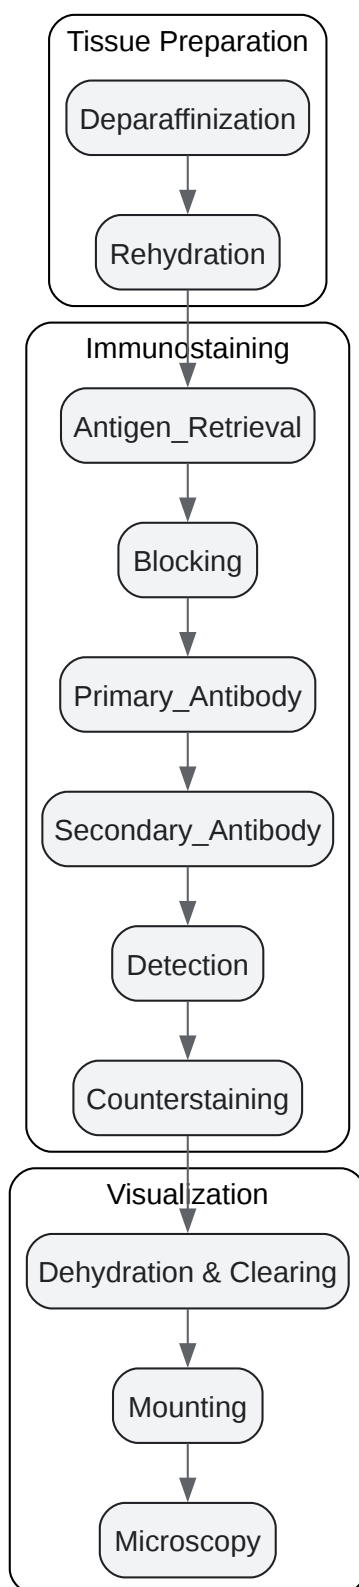 Tissue Preparation
Deparaffinization
Rehydration
Immunostaining
Antigen_Retrieval
Blocking
Primary_Antibody
Secondary_Antibody
Detection
Counterstaining
Visualization
Dehydration & Clearing
Mounting
Microscopy